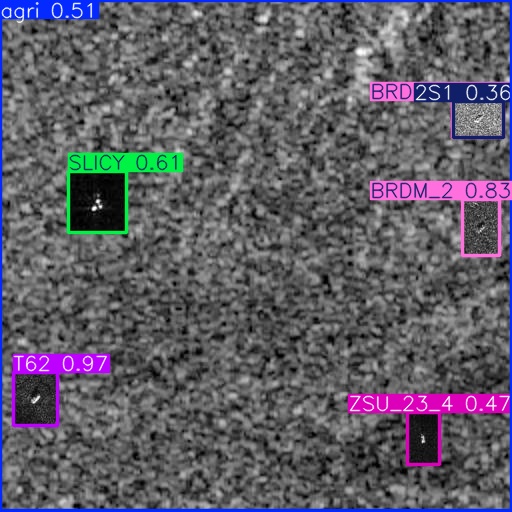 agri 0.51
BRD
2S1 0.36
SLICY 0.61
BRDM_2 0.83
T62 0.97
ZSU_23_4 0.47